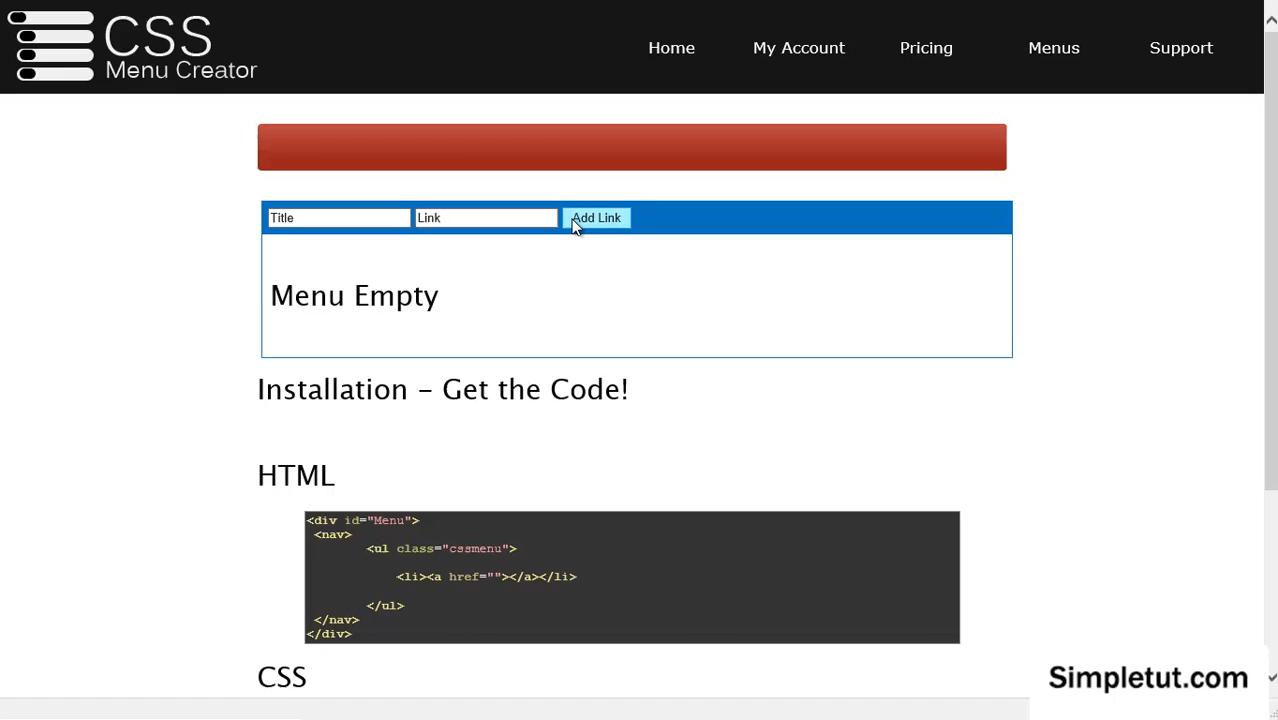 CSS
Menu Creator
Home My Account Pricing Menus Support
Title Link Add Link
Menu Empty
Installation – Get the Code!
HTML
<div id="Menu">
<nav>
<ul class="cssmenu">
<li><a href=""></a></li>
</ul>
</nav>
</div>
CSS
Simpletut.com